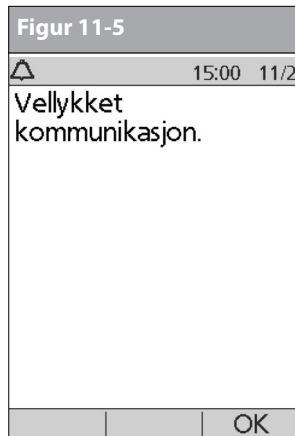 Figur 11-5
15:00 11/2
Vellykket
kommunikasjon.
OK